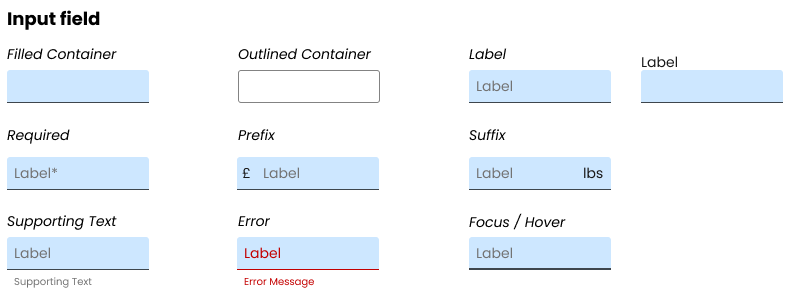 Input field
Filled Container
Outlined Container
Label
Label
Label
Required
Prefix
Suffix
Label*
£ Label
Label lbs
Supporting Text
Error
Focus / Hover
Label
Label
Label
Supporting Text
Error Message